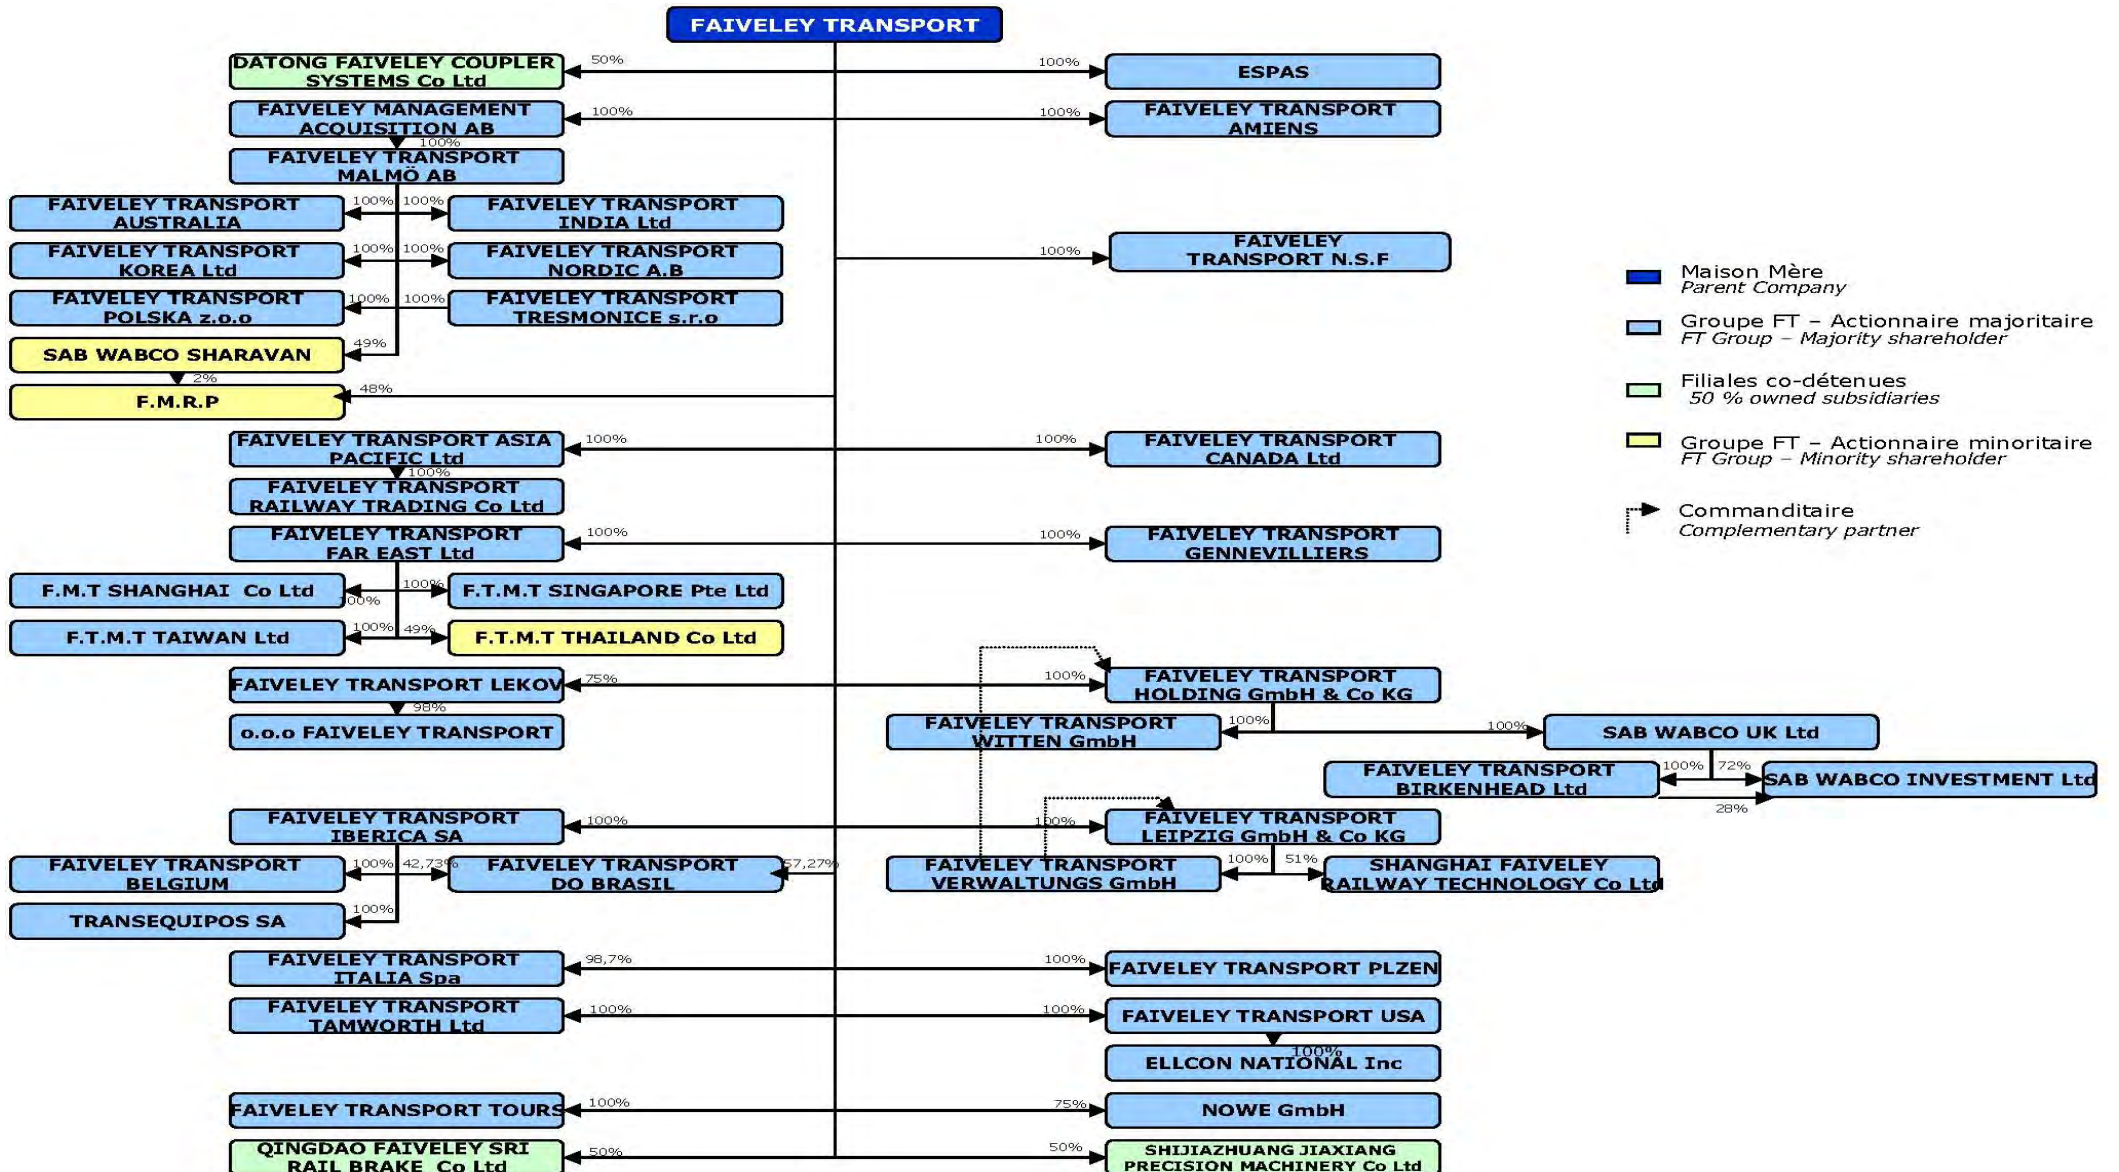 FAIVELEY TRANSPORT
DATONG FAIVELEY COUPLER
SYSTEMS Co Ltd
50%
100%
ESPAS
FAIVELEY MANAGEMENT
ACQUISITION AB
100%
100%
FAIVELEY TRANSPORT
AMIENS
100%
FAIVELEY TRANSPORT
MALMÖ AB
FAIVELEY TRANSPORT
AUSTRALIA
100%
100%
FAIVELEY TRANSPORT
INDIA Ltd
FAIVELEY TRANSPORT
KOREA Ltd
100%
100%
FAIVELEY TRANSPORT
NORDIC A.B
100%
FAIVELEY
TRANSPORT N.S.F
FAIVELEY TRANSPORT
POLSKA z.o.o
100%
100%
FAIVELEY TRANSPORT
TRESMONICE s.r.o
SAB WABCO SHARAVAN
49%
2%
F.M.R.P
48%
FAIVELEY TRANSPORT ASIA
PACIFIC Ltd
100%
100%
FAIVELEY TRANSPORT
CANADA Ltd
100%
FAIVELEY TRANSPORT
RAILWAY TRADING Co Ltd
FAIVELEY TRANSPORT
FAR EAST Ltd
100%
100%
FAIVELEY TRANSPORT
GENNEVILLIERS
F.M.T SHANGHAI Co Ltd
100%
100%
F.T.M.T SINGAPORE Pte Ltd
F.T.M.T TAIWAN Ltd
100%
49%
F.T.M.T THAILAND Co Ltd
FAIVELEY TRANSPORT LEKOV
75%
100%
FAIVELEY TRANSPORT
HOLDING GmbH & Co KG
98%
o.o.o FAIVELEY TRANSPORT
FAIVELEY TRANSPORT
WITTEN GmbH
100%
100%
SAB WABCO UK Ltd
FAIVELEY TRANSPORT
BIRKENHEAD Ltd
100%
72%
SAB WABCO INVESTMENT Ltd
28%
FAIVELEY TRANSPORT
IBERICA SA
100%
100%
FAIVELEY TRANSPORT
LEIPZIG GmbH & Co KG
FAIVELEY TRANSPORT
BELGIUM
100%
42,73%
FAIVELEY TRANSPORT
DO BRASIL
57,27%
FAIVELEY TRANSPORT
VERWALTUNGS GmbH
100%
51%
SHANGHAI FAIVELEY
RAILWAY TECHNOLOGY Co Ltd
TRANSEQUIPOS SA
100%
FAIVELEY TRANSPORT
ITALIA Spa
98,7%
100%
FAIVELEY TRANSPORT PLZEN
FAIVELEY TRANSPORT
TAMWORTH Ltd
100%
100%
FAIVELEY TRANSPORT USA
100%
ELLCON NATIONAL Inc
FAIVELEY TRANSPORT TOURS
100%
75%
NOWE GmbH
QINGDAO FAIVELEY SRI
RAIL BRAKE Co Ltd
50%
50%
SHIJIAZHUANG JIAXIANG
PRECISION MACHINERY Co Ltd
Maison Mère
Parent Company
Groupe FT – Actionnaire majoritaire
FT Group – Majority shareholder
Filiales co-détenues
50 % owned subsidiaries
Groupe FT – Actionnaire minoritaire
FT Group – Minority shareholder
Commanditaire
Complementary partner